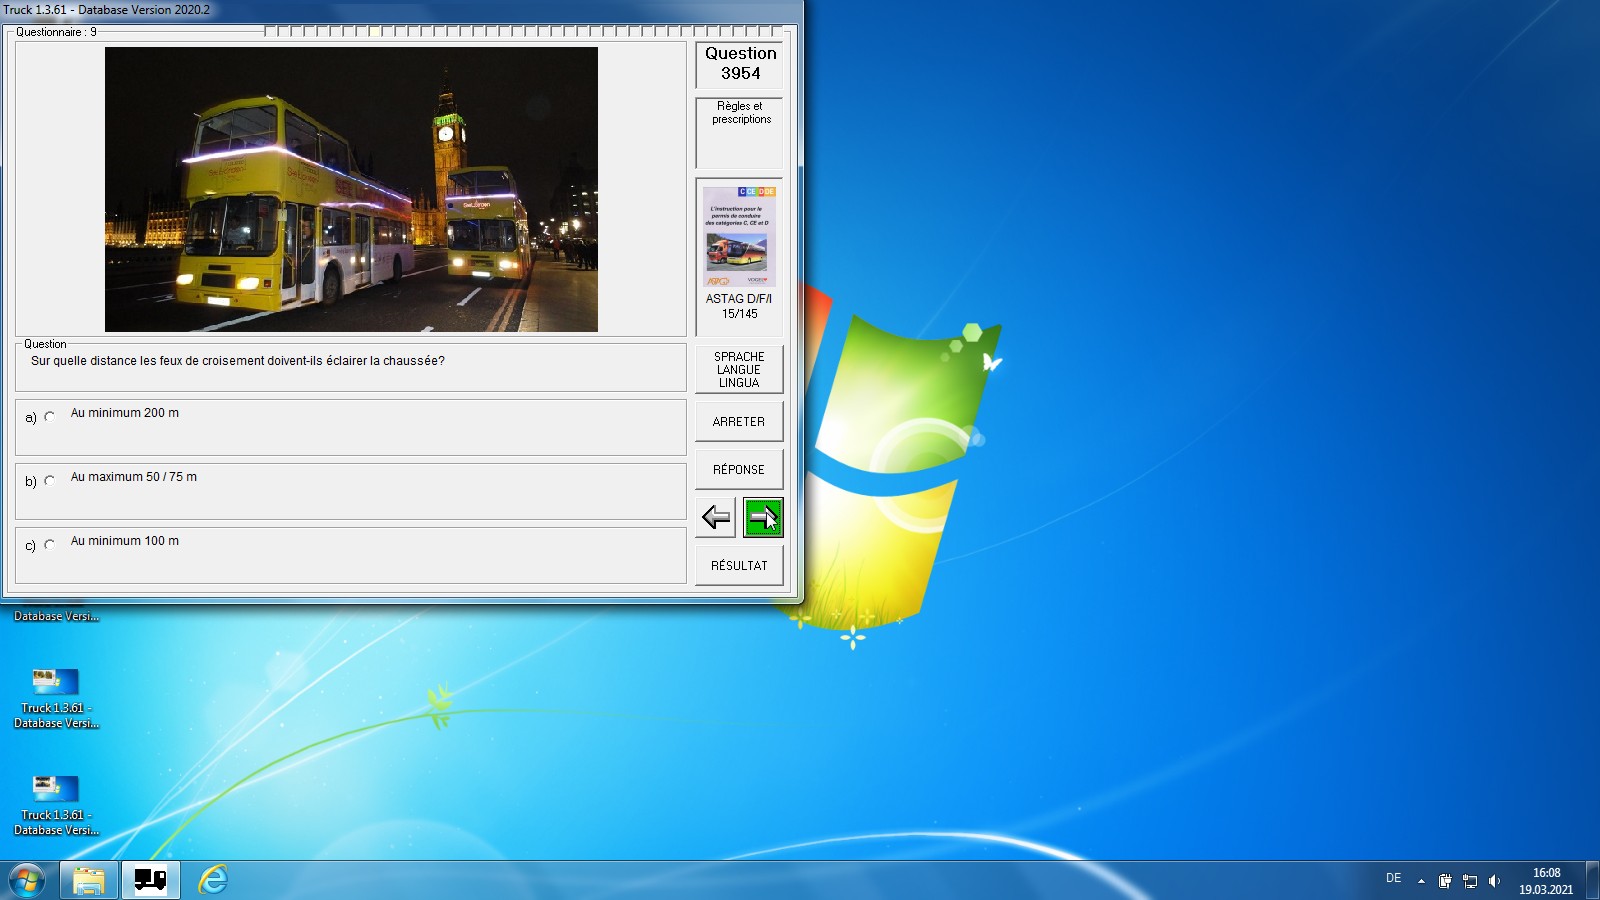 Truck 1.3.61 - Database Version 2020.2
Questionnaire : 9
Question
3954
Règles et
prescriptions
C CE D DE
L'instruction pour le
permis de conduire
des catégories C, CE et D
ASTAG D/F/I
15/145
Question
Sur quelle distance les feux de croisement doivent-ils éclairer la chaussée?
SPRACHE
LANGUE
LINGUA
a)
Au minimum 200 m
ARRETER
b)
Au maximum 50 / 75 m
RÉPONSE
c)
Au minimum 100 m
RÉSULTAT
Database Versi...
Truck 1.3.61 -
Database Versi...
Truck 1.3.61 -
Database Versi...
DE
16:08
19.03.2021